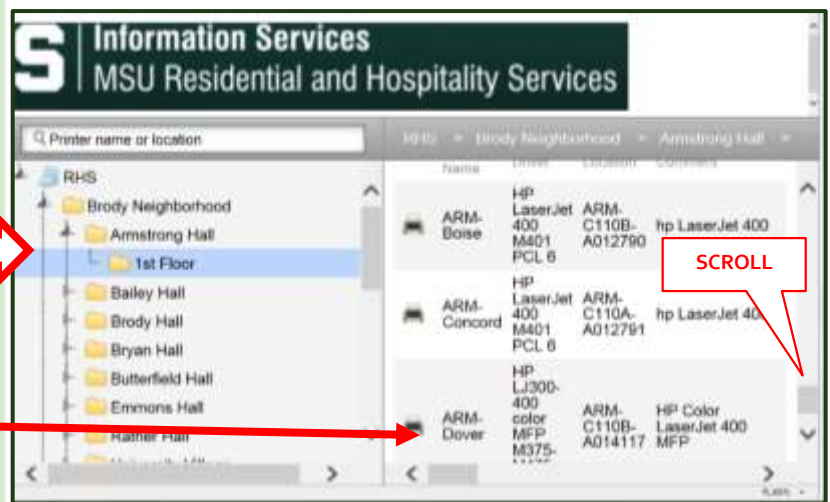 S
Information Services
MSU Residential and Hospitality Services
Printer name or location
RHS » Brody Neighborhood » Armstrong Hall »
RHS
Brody Neighborhood
Armstrong Hall
1st Floor
Bailey Hall
Brody Hall
Bryan Hall
Butterfield Hall
Emmons Hall
Rather Hall
Name Driver Location Comment
ARM-
Boise
HP
LaserJet
400
M401
PCL 6
ARM-
C110B-
A012790
hp LaserJet 400
ARM-
Concord
HP
LaserJet
400
M401
PCL 6
ARM-
C110A-
A012791
hp LaserJet 400
ARM-
Dover
HP
LJ300-
400
color
MFP
M375-
ARM-
C110B-
A014117
HP Color
LaserJet 400
MFP
SCROLL